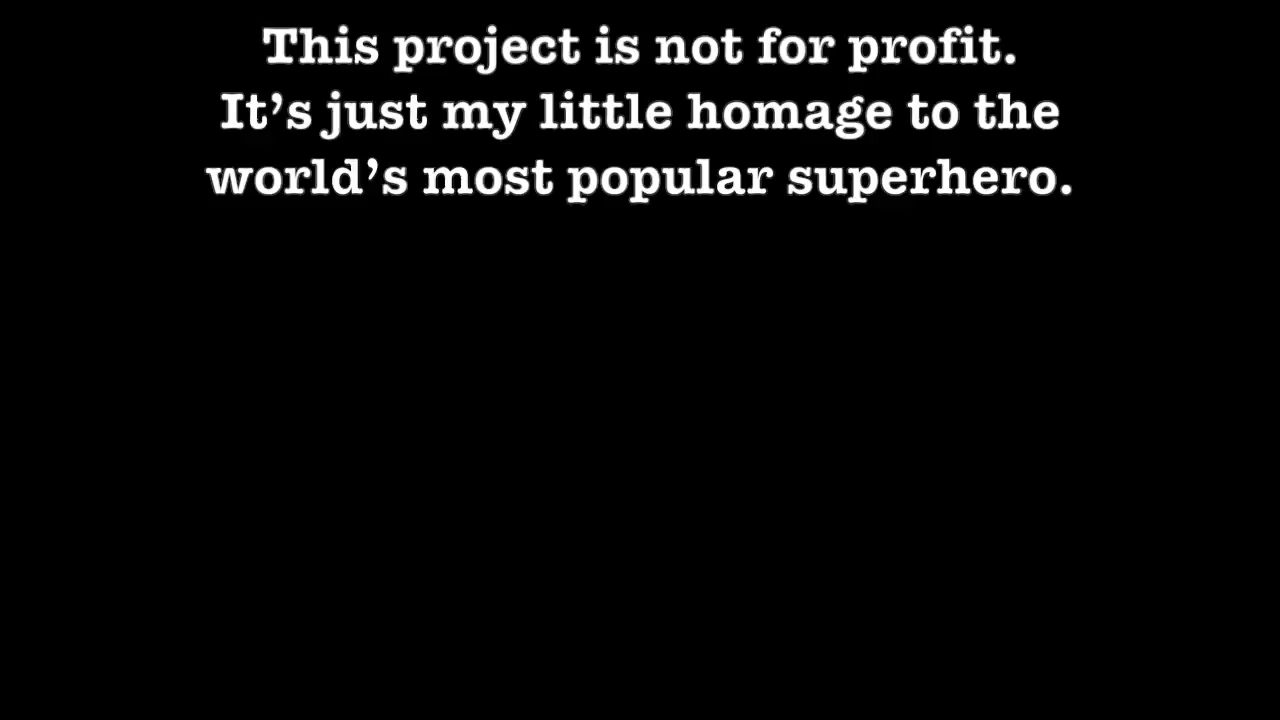 This project is not for profit.
It’s just my little homage to the
world’s most popular superhero.